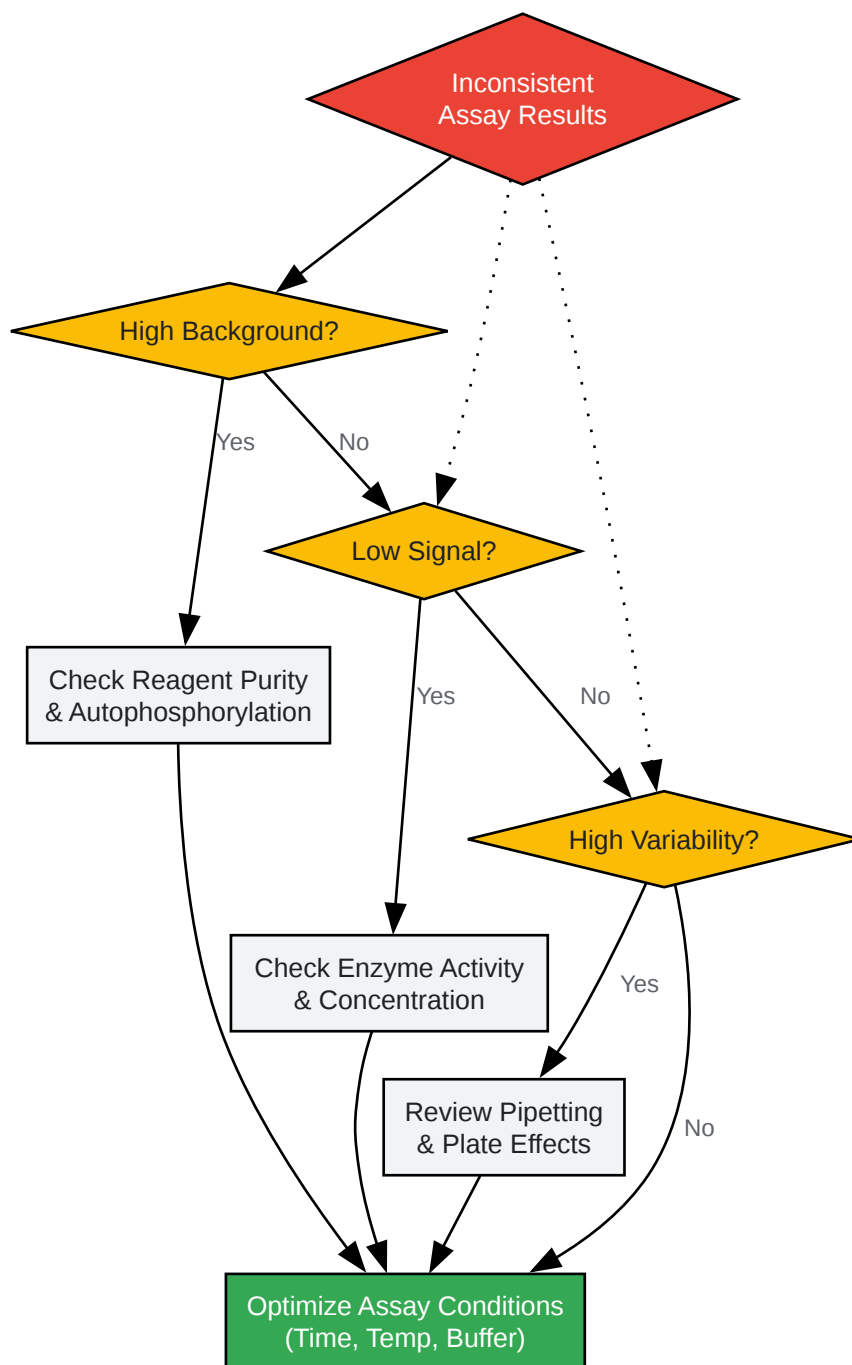 Inconsistent
Assay Results
High Background?
Yes
No
Low Signal?
Check Reagent Purity
& Autophosphorylation
Yes
No
High Variability?
Check Enzyme Activity
& Concentration
Yes
Review Pipetting
& Plate Effects
No
Optimize Assay Conditions
(Time, Temp, Buffer)